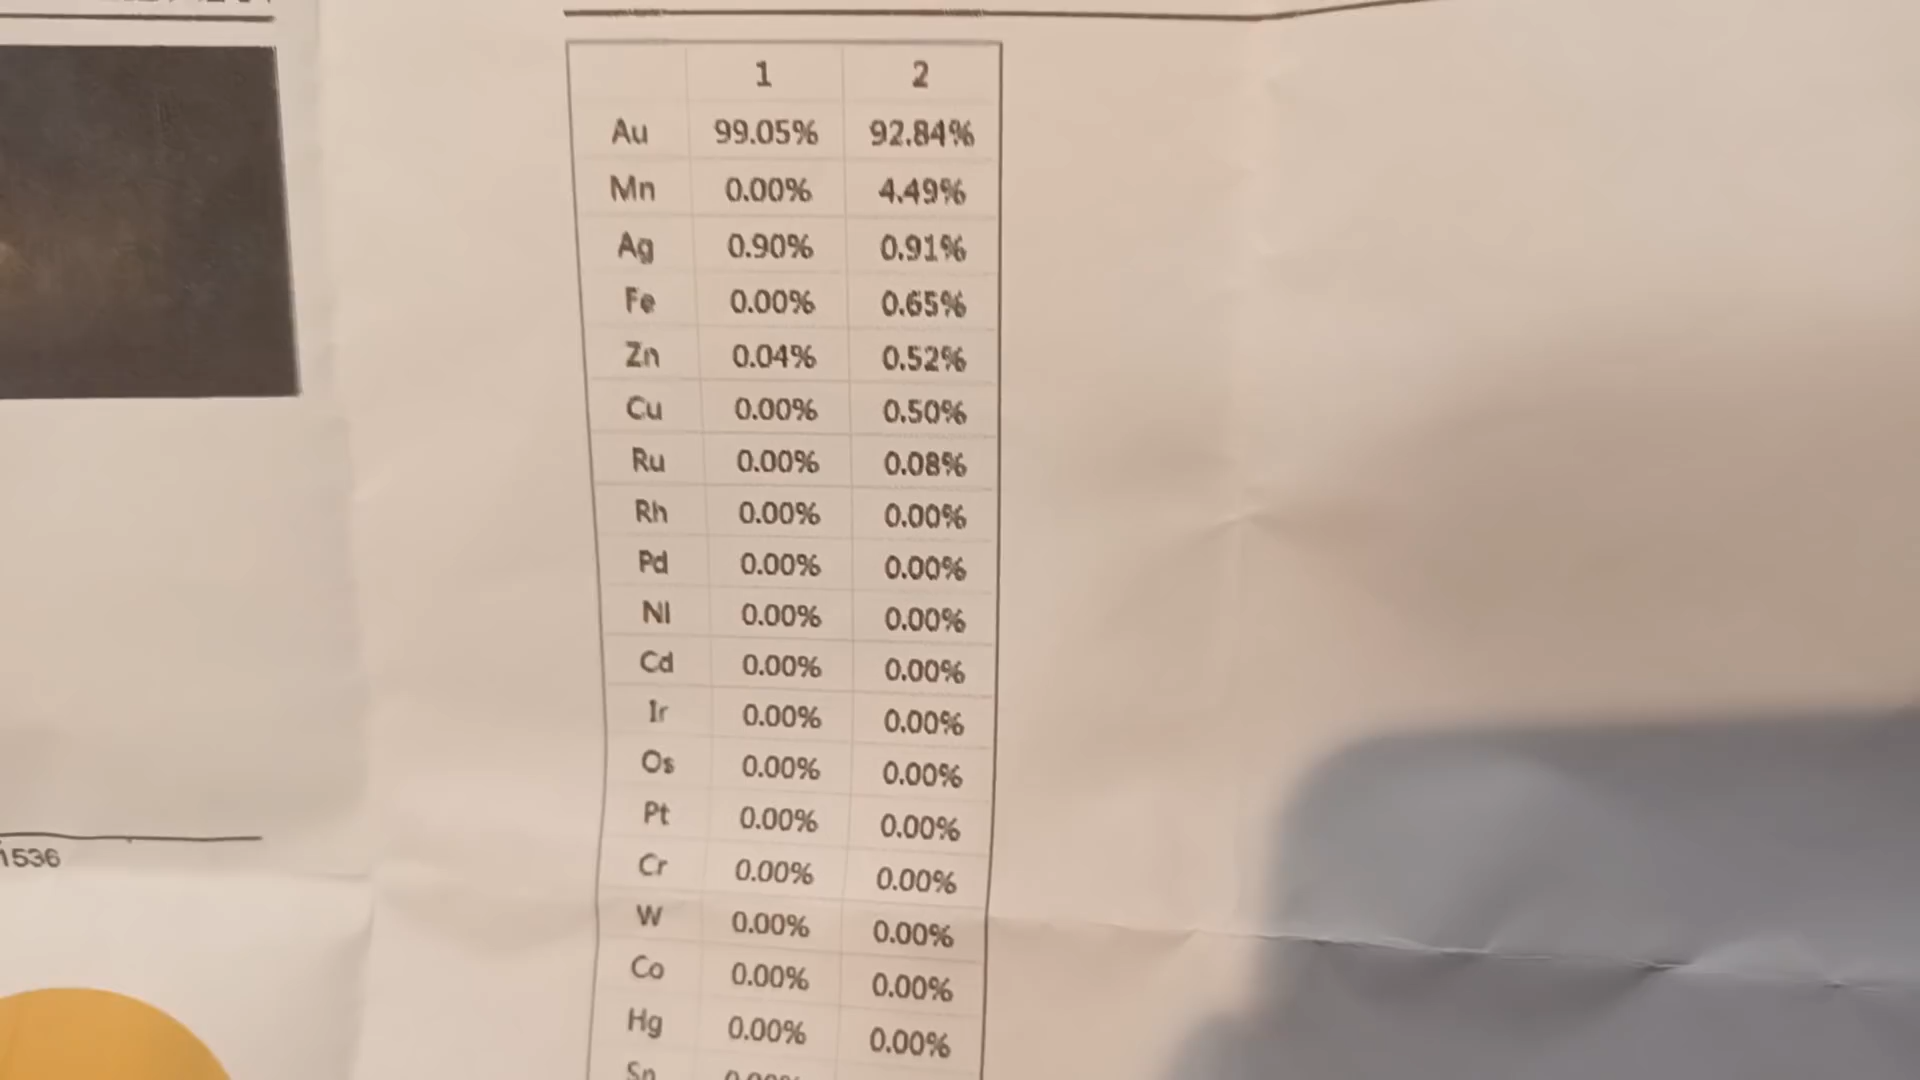 1 2
Au 99.05% 92.84%
Mn 0.00% 4.49%
Ag 0.90% 0.91%
Fe 0.00% 0.65%
Zn 0.04% 0.52%
Cu 0.00% 0.50%
Ru 0.00% 0.08%
Rh 0.00% 0.00%
Pd 0.00% 0.00%
NI 0.00% 0.00%
Cd 0.00% 0.00%
Ir 0.00% 0.00%
Os 0.00% 0.00%
Pt 0.00% 0.00%
Cr 0.00% 0.00%
W 0.00% 0.00%
Co 0.00% 0.00%
Hg 0.00% 0.00%
Sn
1536